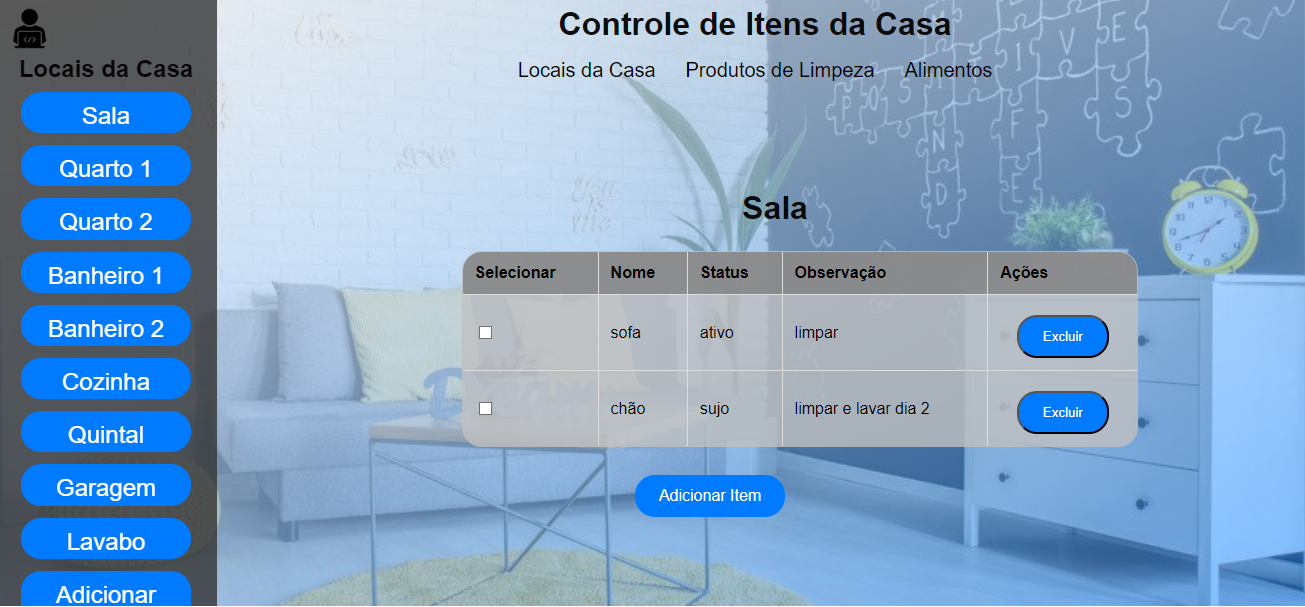 </>
Locais da Casa
Sala
Quarto 1
Quarto 2
Banheiro 1
Banheiro 2
Cozinha
Quintal
Garagem
Lavabo
Adicionar
Controle de Itens da Casa
Locais da Casa Produtos de Limpeza Alimentos
Sala
Selecionar Nome Status Observação Ações
sofa ativo limpar Excluir
chão sujo limpar e lavar dia 2 Excluir
Adicionar Item